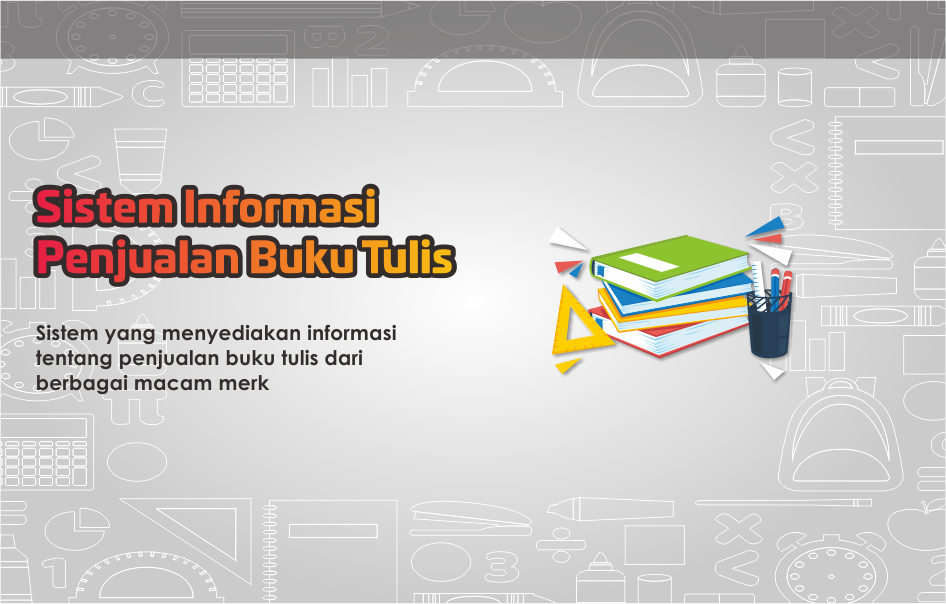 Sistem Informasi
Penjualan Buku Tulis
Sistem yang menyediakan informasi
tentang penjualan buku tulis dari
berbagai macam merk